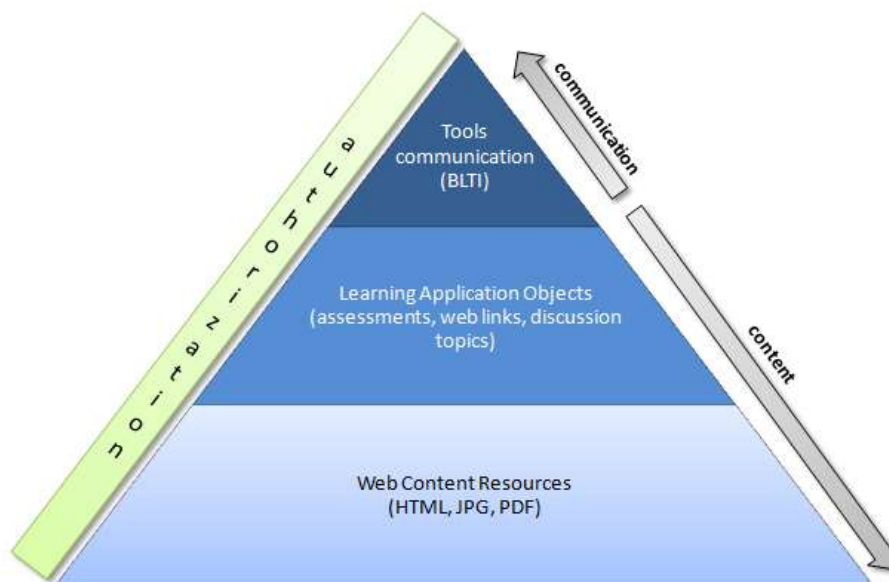 authorization
Tools
communication
(BLTI)
communication
Learning Application Objects
(assessments, web links, discussion
topics)
content
Web Content Resources
(HTML, JPG, PDF)